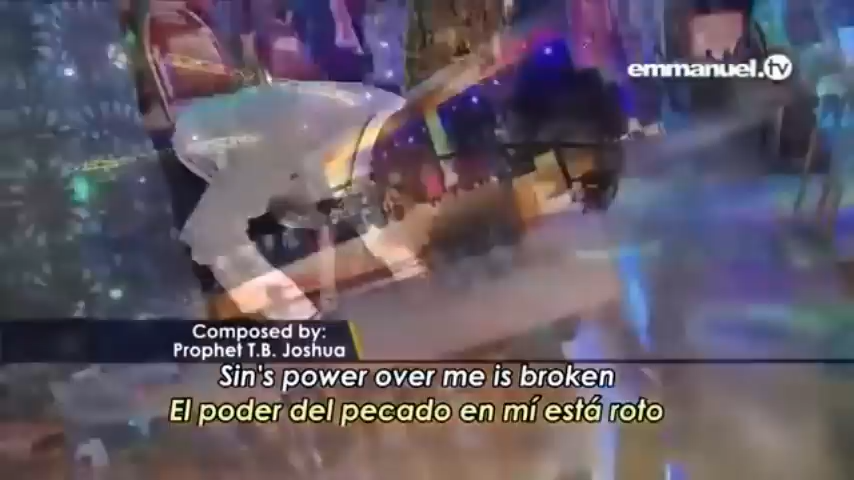 emmanuel.tv
Composed by:
Prophet T.B. Joshua
Sin's power over me is broken
El poder del pecado en mí está roto